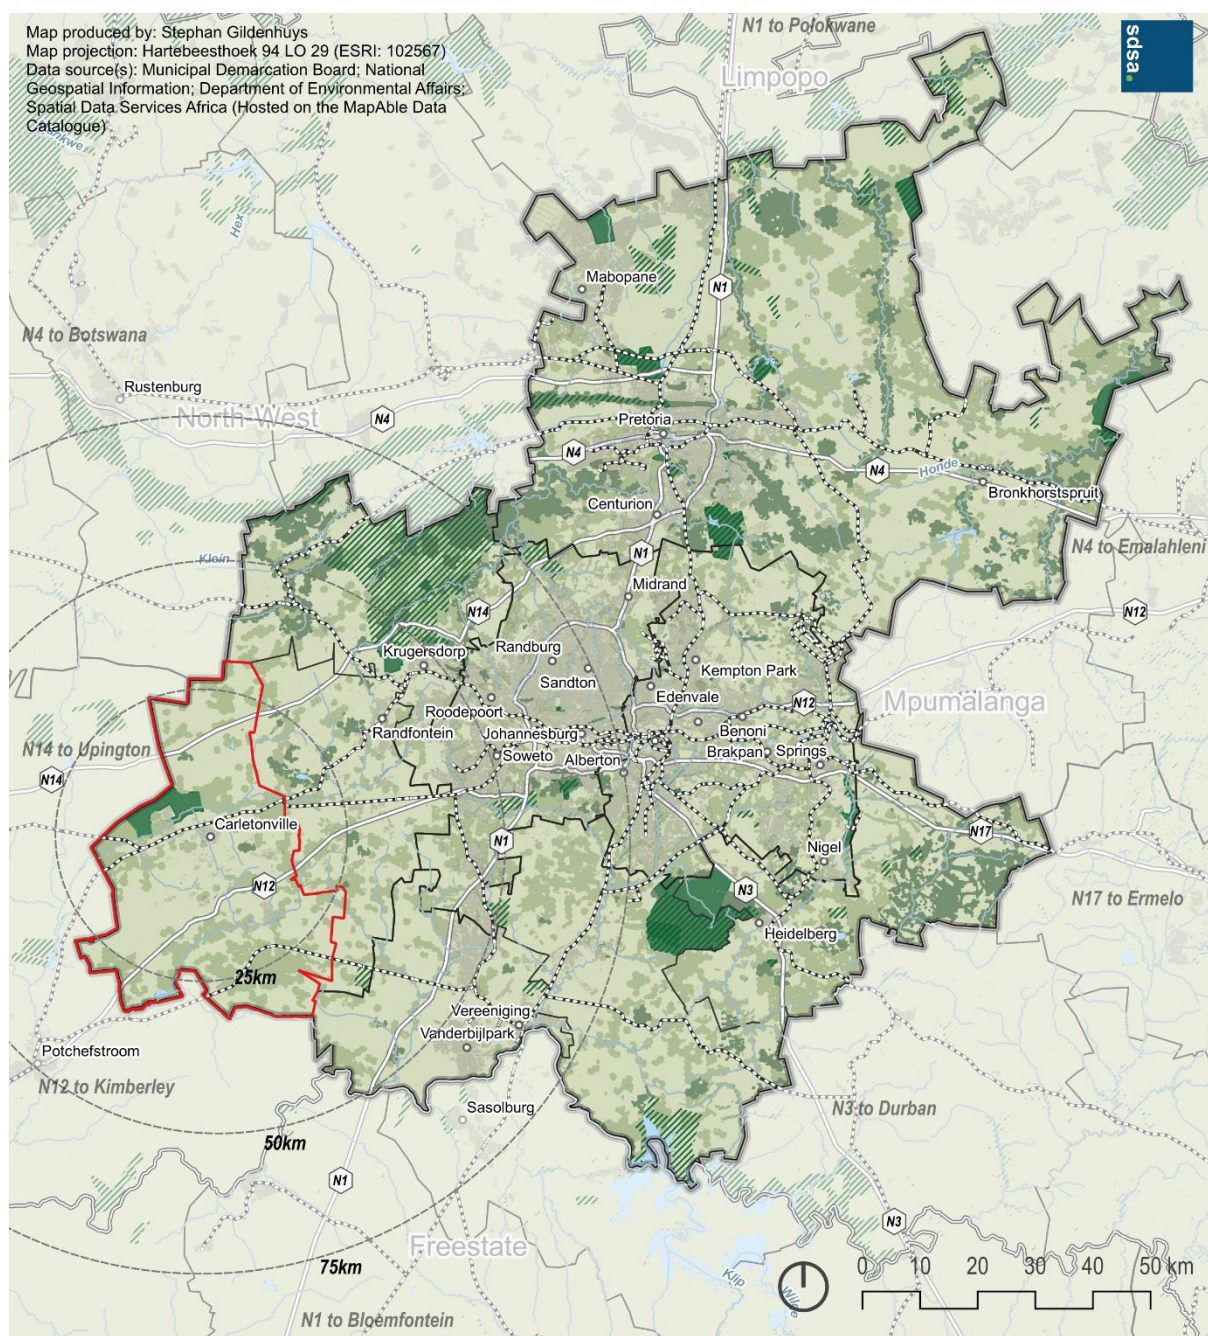 Map produced by: Stephan Gildenhuys
Map projection: Hartebeesthoek 94 LO 29 (ESRI: 102567)
Data source(s): Municipal Demarcation Board; National
Geospatial Information; Department of Environmental Affairs;
Spatial Data Services Africa (Hosted on the MapAble Data
Catalogue)
N1 to Polokwane
sdsa
Limpopo
Hex
Mabopane
N1
N4 to Botswana
Rustenburg
North-West
N4
Pretoria
N4
N4
Honde
Bronkhorstspruit
Centurion
N1
N4 to Emalahleni
Klein
Midrand
N14
N12
Krugersdorp
Randburg
Sandton
Kempton Park
Edenvale
Mpumalanga
N12
Roodepoort
Randfontein
Johannesburg
Benoni
N14 to Upington
Soweto
Alberton
Brakpan
Springs
N14
Carletonville
N17
N1
Nigel
N12
N3
N17 to Ermelo
Heidelberg
25km
Vereeniging
Vanderbijlpark
Potchefstroom
N12 to Kimberley
Sasolburg
N3 to Durban
50km
N1
N3
Freestate
75km
Klip
0 10 20 30 40 50 km
N1 to Bloemfontein